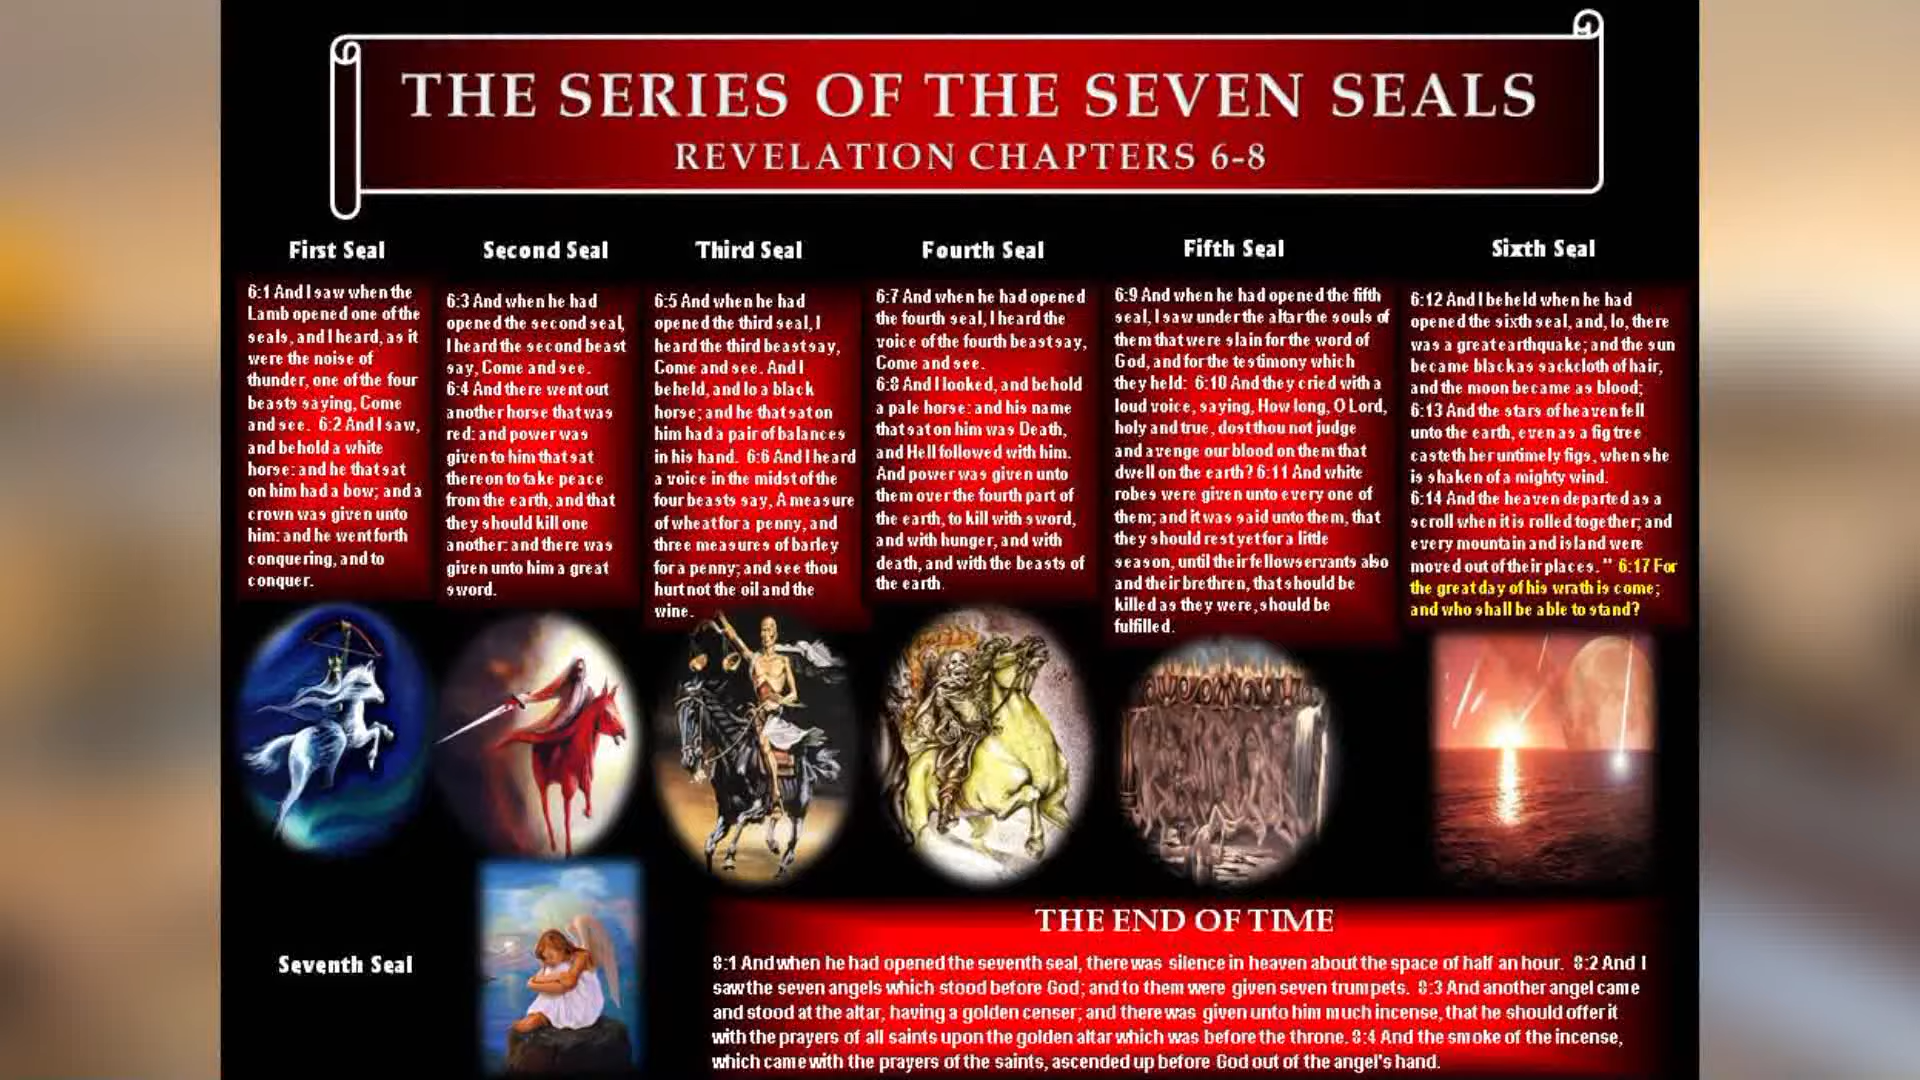 THE SERIES OF THE SEVEN SEALS
REVELATION CHAPTERS 6-8
First Seal
6:1 And I saw when the
Lamb opened one of the
seals, and I heard, as it
were the noise of
thunder, one of the four
beasts saying, Come
and see. 6:2 And I saw,
and behold a white
horse: and he that sat
on him had a bow; and a
crown was given unto
him: and he went forth
conquering, and to
conquer.
Second Seal
6:3 And when he had
opened the second seal,
I heard the second beast
say, Come and see.
6:4 And there went out
another horse that was
red: and power was
given to him that sat
thereon to take peace
from the earth, and that
they should kill one
another: and there was
given unto him a great
sword.
Third Seal
6:5 And when he had
opened the third seal, I
heard the third beast say,
Come and see. And I
beheld, and lo a black
horse; and he that sat on
him had a pair of balances
in his hand. 6:6 And I heard
a voice in the midst of the
four beasts say, A measure
of wheat for a penny, and
three measures of barley
for a penny; and see thou
hurt not the oil and the
wine.
Fourth Seal
6:7 And when he had opened
the fourth seal, I heard the
voice of the fourth beast say,
Come and see.
6:8 And I looked, and behold
a pale horse: and his name
that sat on him was Death,
and Hell followed with him.
And power was given unto
them over the fourth part of
the earth, to kill with sword,
and with hunger, and with
death, and with the beasts of
the earth.
Fifth Seal
6:9 And when he had opened the fifth
seal, I saw under the altar the souls of
them that were slain for the word of
God, and for the testimony which
they held: 6:10 And they cried with a
loud voice, saying, How long, O Lord,
holy and true, dost thou not judge
and avenge our blood on them that
dwell on the earth? 6:11 And white
robes were given unto every one of
them; and it was said unto them, that
they should rest yet for a little
season, until their fellowservants also
and their brethren, that should be
killed as they were, should be
fulfilled.
Sixth Seal
6:12 And I beheld when he had
opened the sixth seal, and, lo, there
was a great earthquake; and the sun
became black as sackcloth of hair,
and the moon became as blood;
6:13 And the stars of heaven fell
unto the earth, even as a fig tree
casteth her untimely figs, when she
is shaken of a mighty wind.
6:14 And the heaven departed as a
scroll when it is rolled together; and
every mountain and island were
moved out of their places. " 6:17 For
the great day of his wrath is come;
and who shall be able to stand?
Seventh Seal
THE END OF TIME
8:1 And when he had opened the seventh seal, there was silence in heaven about the space of half an hour. 8:2 And I
saw the seven angels which stood before God; and to them were given seven trumpets. 8:3 And another angel came
and stood at the altar, having a golden censer; and there was given unto him much incense, that he should offer it
with the prayers of all saints upon the golden altar which was before the throne. 8:4 And the smoke of the incense,
which came with the prayers of the saints, ascended up before God out of the angel's hand.